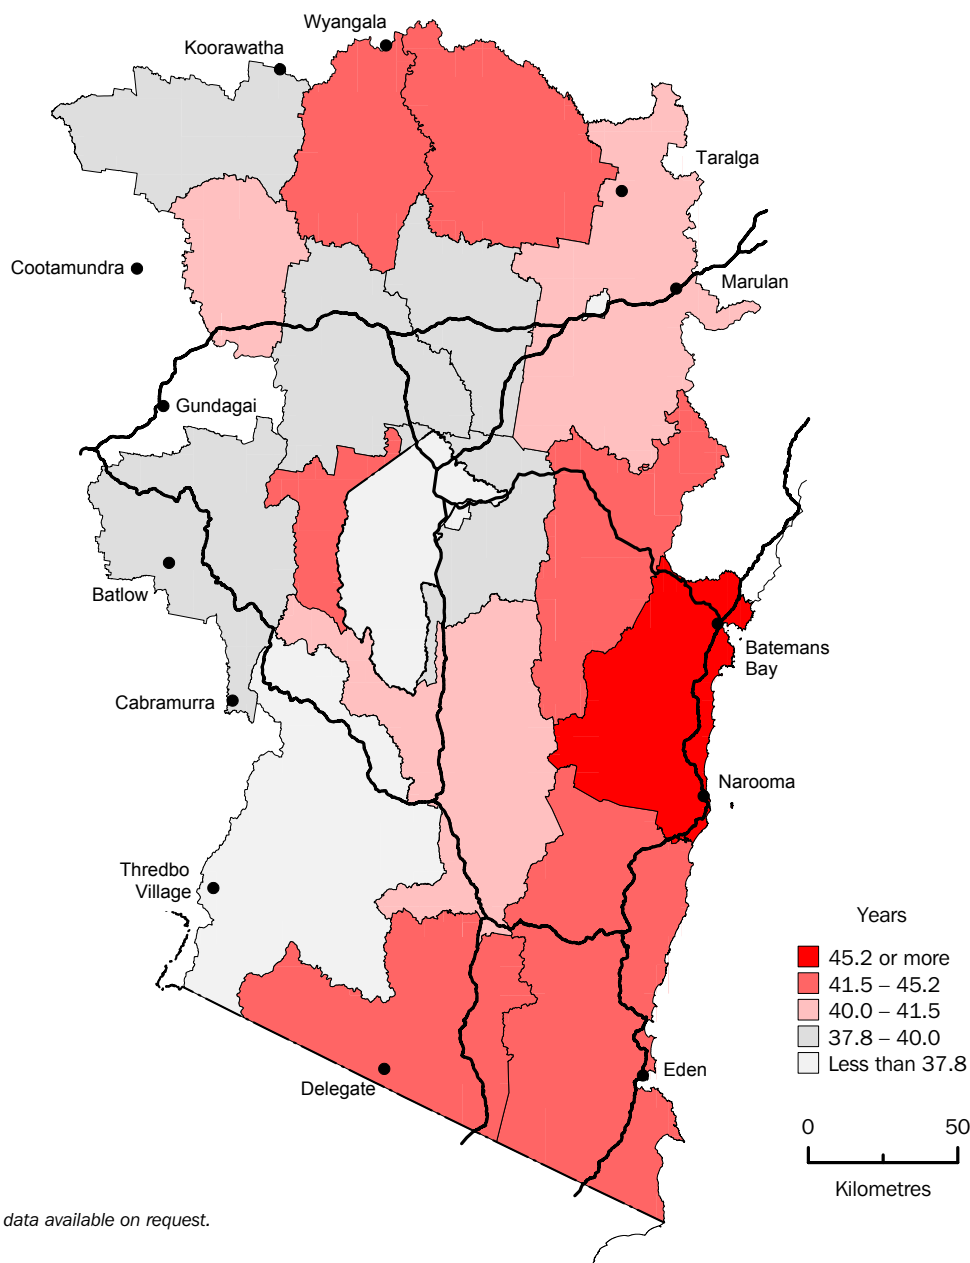 Wyangala
Koorawatha
Taralga
Cootamundra
Marulan
Gundagai
Batlow
Batemans
Bay
Cabramurra
Narooma
Thredbo
Village
Years
45.2 or more
41.5 – 45.2
40.0 – 41.5
37.8 – 40.0
Less than 37.8
Eden
Delegate
0 50
Kilometres
data available on request.